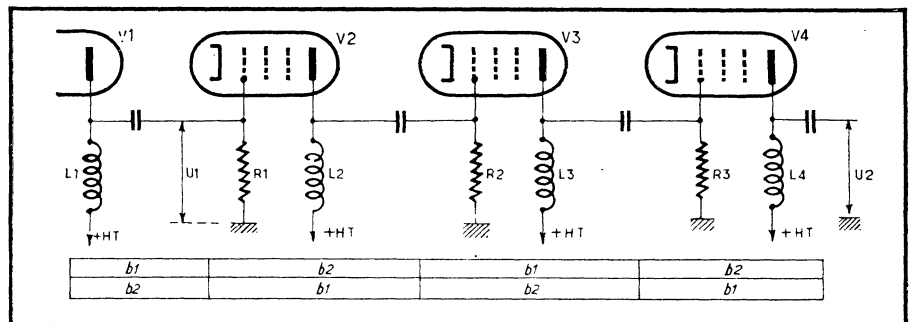 V1 V2 V3 V4
L1 U1 R1 L2 R2 L3 R3 L4 U2
+HT +HT +HT +HT
b1 b2 b1 b2
b2 b1 b2 b1